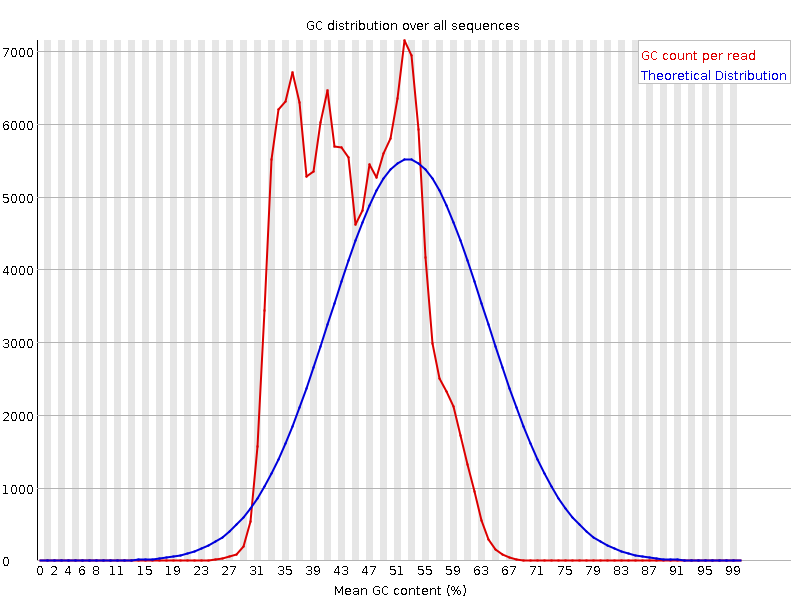 GC distribution over all sequences
GC count per read
Theoretical Distribution
7000
6000
5000
4000
3000
2000
1000
0
0 2 4 6 8 11 15 19 23 27 31 35 39 43 47 51 55 59 63 67 71 75 79 83 87 91 95 99
Mean GC content (%)